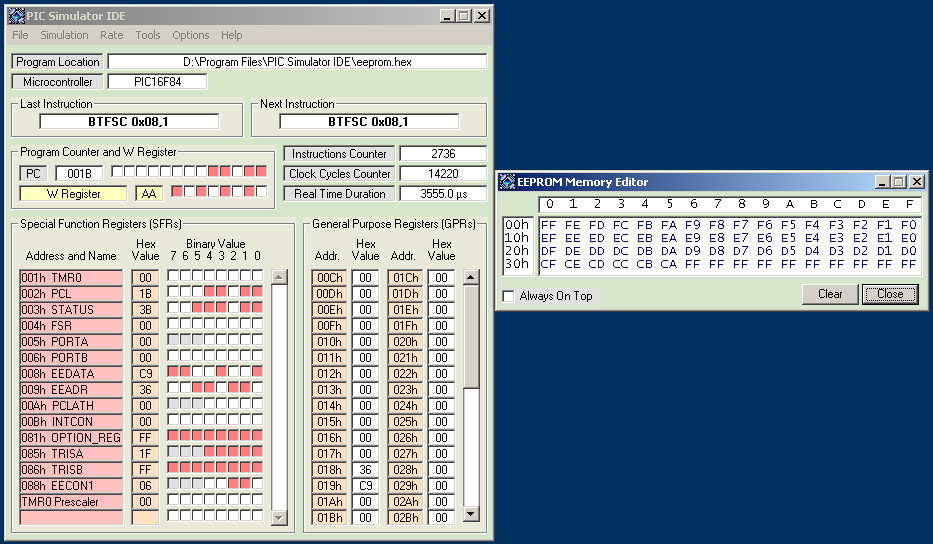 PIC Simulator IDE
File Simulation Rate Tools Options Help
Program Location D:\Program Files\PIC Simulator IDE\eeprom.hex
Microcontroller PIC16F84
Last Instruction Next Instruction
BTFSC 0x08,1 BTFSC 0x08,1
Program Counter and W Register
PC 001B
W Register AA
Instructions Counter 2736
Clock Cycles Counter 14220
Real Time Duration 3555.0 µs
Special Function Registers (SFRs)
Hex Binary Value
Address and Name Value 7 6 5 4 3 2 1 0
001h TMR0 00
002h PCL 1B
003h STATUS 3B
004h FSR 00
005h PORTA 00
006h PORTB 00
008h EEDATA C9
009h EEADR 36
00Ah PCLATH 00
00Bh INTCON 00
081h OPTION_REG FF
085h TRISA 1F
086h TRISB FF
088h EECON1 06
TMR0 Prescaler 00
General Purpose Registers (GPRs)
Hex Hex
Addr. Value Addr. Value
00Ch 00 01Ch 00
00Dh 00 01Dh 00
00Eh 00 01Eh 00
00Fh 00 01Fh 00
010h 00 020h 00
011h 00 021h 00
012h 00 022h 00
013h 00 023h 00
014h 00 024h 00
015h 00 025h 00
016h 00 026h 00
017h 00 027h 00
018h 36 028h 00
019h C9 029h 00
01Ah 00 02Ah 00
01Bh 00 02Bh 00
EEPROM Memory Editor
0 1 2 3 4 5 6 7 8 9 A B C D E F
00h FF FE FD FC FB FA F9 F8 F7 F6 F5 F4 F3 F2 F1 F0
10h EF EE ED EC EB EA E9 E8 E7 E6 E5 E4 E3 E2 E1 E0
20h DF DE DD DC DB DA D9 D8 D7 D6 D5 D4 D3 D2 D1 D0
30h CF CE CD CC CB CA FF FF FF FF FF FF FF FF FF FF
Always On Top Clear Close